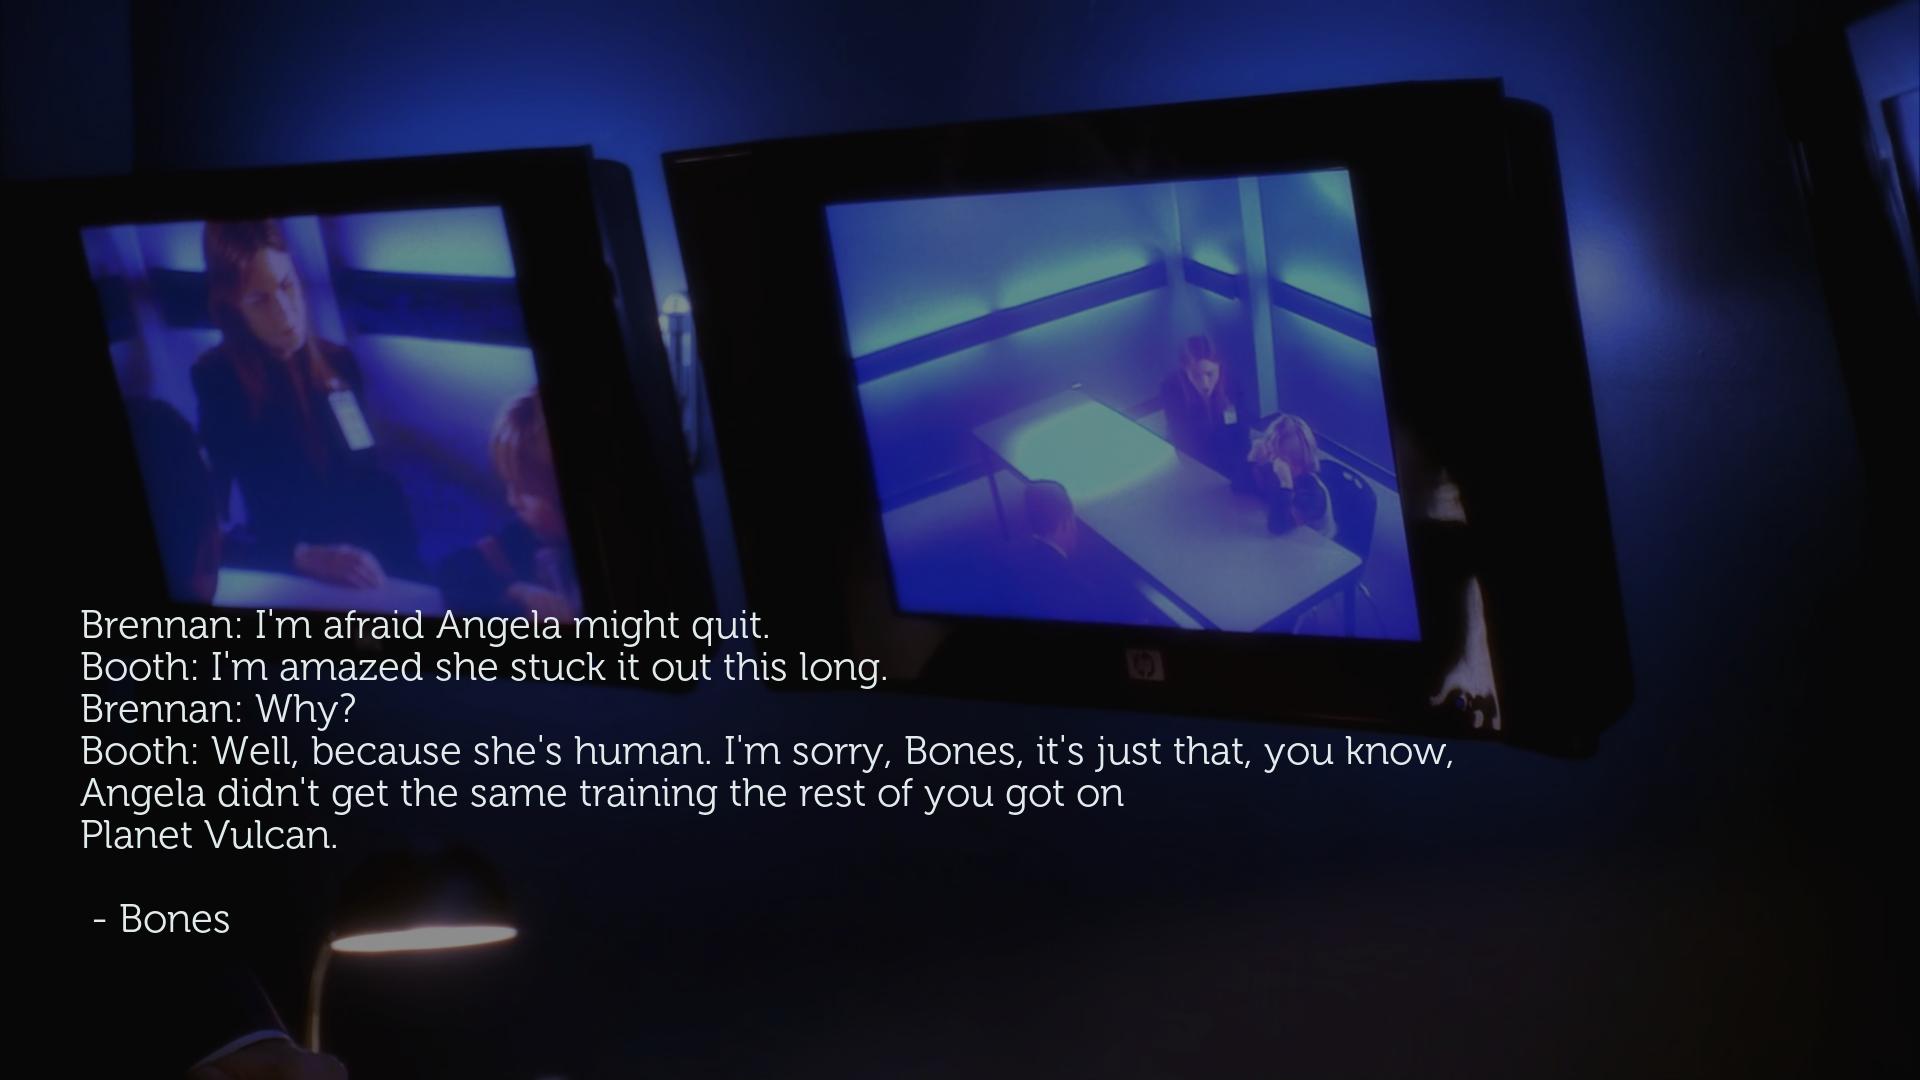 Brennan: I'm afraid Angela might quit.
Booth: I'm amazed she stuck it out this long.
Brennan: Why?
Booth: Well, because she's human. I'm sorry, Bones, it's just that, you know,
Angela didn't get the same training the rest of you got on
Planet Vulcan.
- Bones
hp